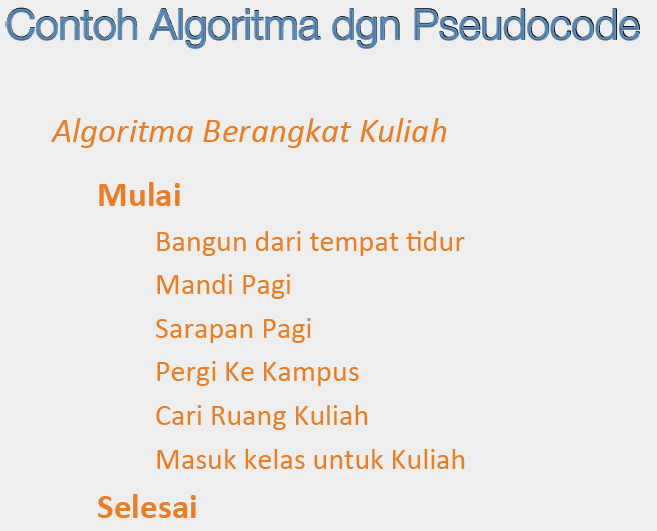 Contoh Algoritma dgn Pseudocode
Algoritma Berangkat Kuliah
Mulai
Bangun dari tempat tidur
Mandi Pagi
Sarapan Pagi
Pergi Ke Kampus
Cari Ruang Kuliah
Masuk kelas untuk Kuliah
Selesai